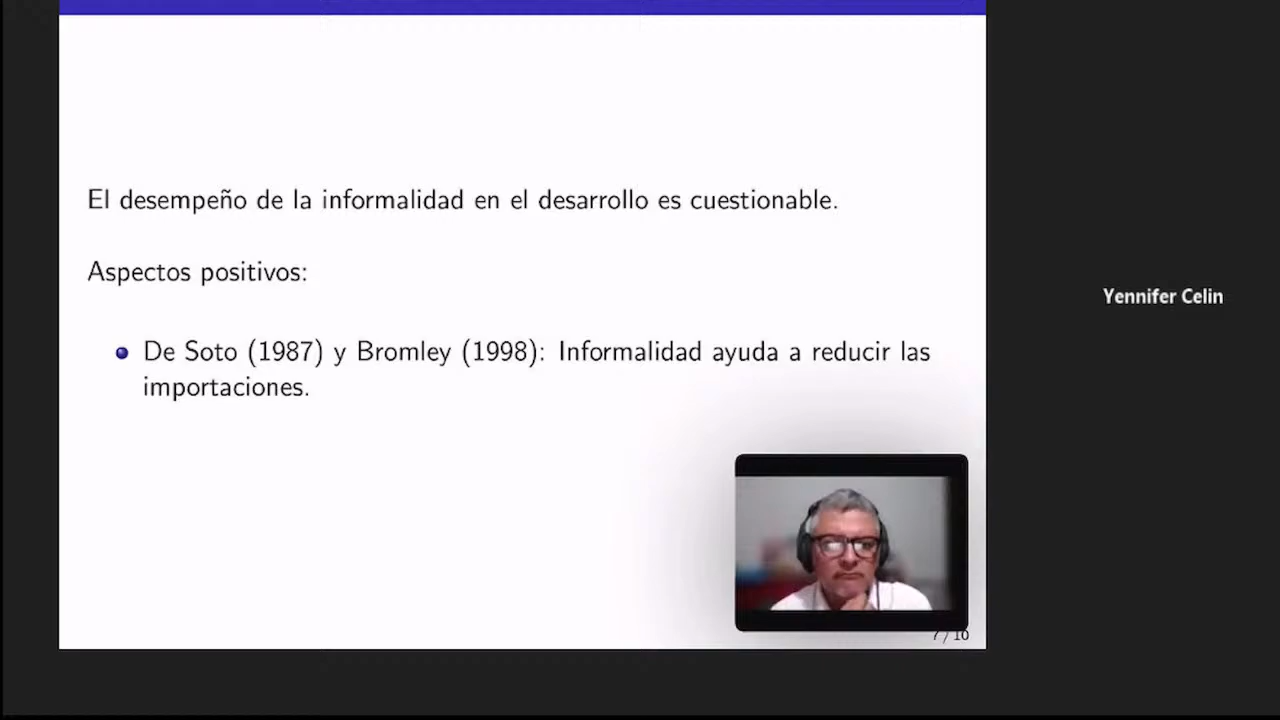 El desempeño de la informalidad en el desarrollo es cuestionable.
Aspectos positivos:
De Soto (1987) y Bromley (1998): Informalidad ayuda a reducir las
importaciones.
Yennifer Celin
7 / 10